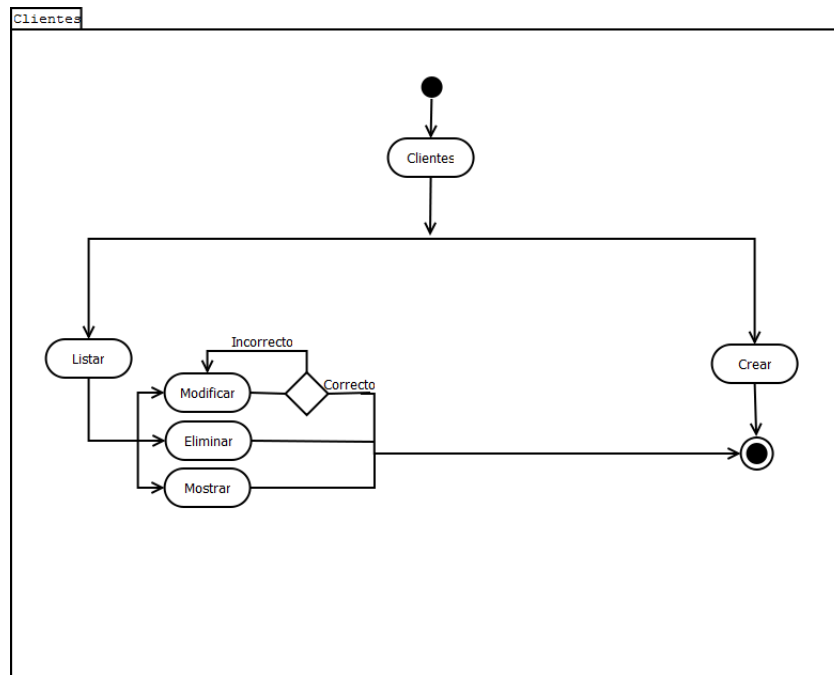 Clientes
Clientes
Incorrecto
Listar
Crear
Modificar
Correcto
Eliminar
Mostrar